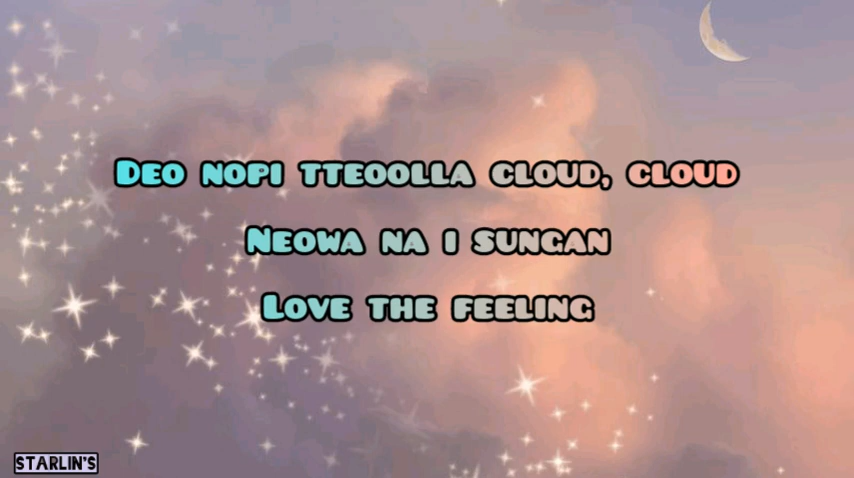 Deo nopi tteoolla cloud, cloud
Neowa na i sungan
Love the feeling
STARLIN'S